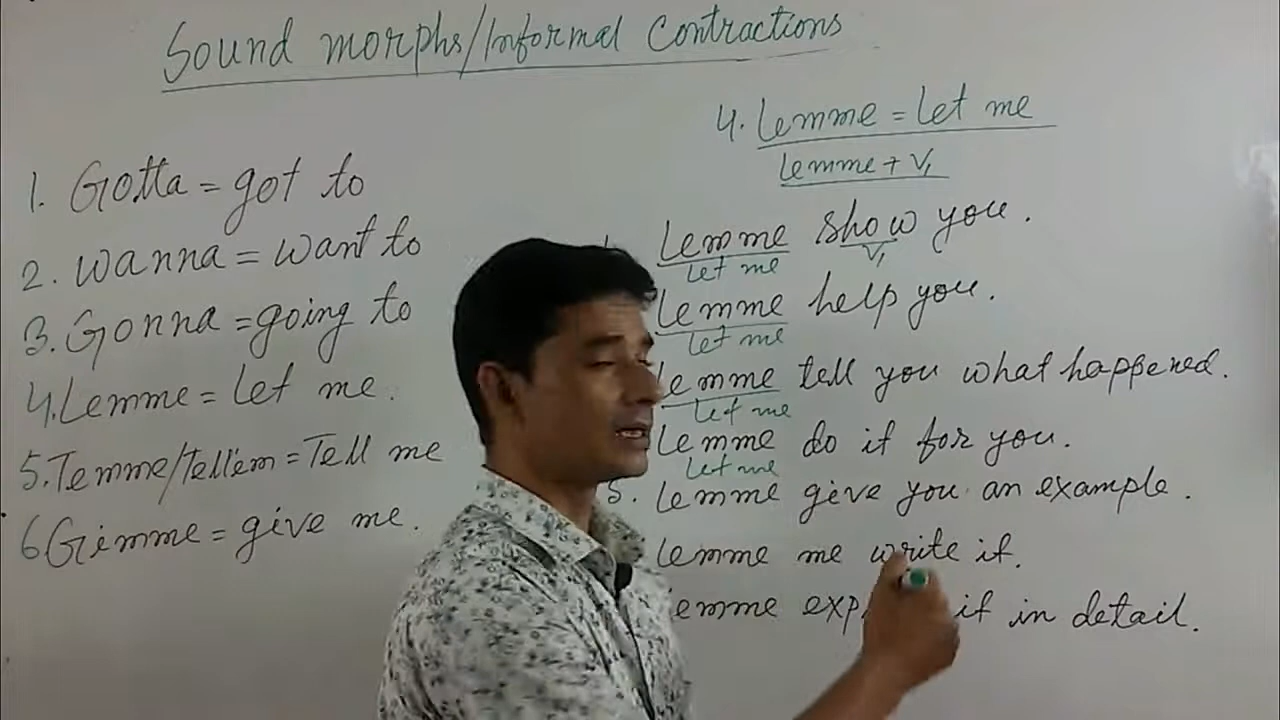 Sound morphs/Informal Contractions
1. Gotta = got to
2. wanna = want to
3. Gonna = going to
4. Lemme = let me.
5. Temme/tell'em = Tell me
6 Gimme = give me.
4. Lemme = let me
Lemme + V1
Lemme show you.
let me V1
Lemme help you.
let me
emme tell you what happened.
let me
Lemme do it for you.
let me
5. Lemme give you an example.
Lemme me write it.
emme it in detail.